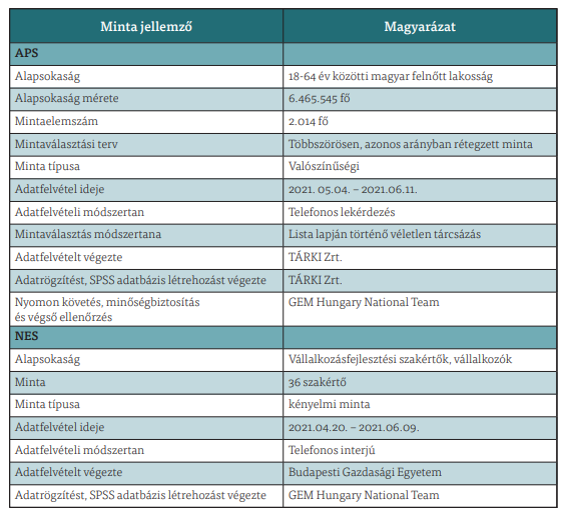 Minta jellemző Magyarázat
APS
Alapsokaság 18-64 év közötti magyar felnőtt lakosság
Alapsokaság mérete 6.465.545 fő
Mintaelemszám 2.014 fő
Mintaválasztási terv Többszörösen, azonos arányban rétegzett minta
Minta típusa Valószínűségi
Adatfelvétel ideje 2021. 05.04. – 2021.06.11.
Adatfelvételi módszertan Telefonos lekérdezés
Mintaválasztás módszertana Lista lapján történő véletlen tárcsázás
Adatfelvételt végezte TÁRKI Zrt.
Adatrögzítést, SPSS adatbázis létrehozást végezte TÁRKI Zrt.
Nyomon követés, minőségbiztosítás GEM Hungary National Team
és végső ellenőrzés
NES
Alapsokaság Vállalkozásfejlesztési szakértők, vállalkozók
Minta 36 szakértő
Minta típusa kényelmi minta
Adatfelvétel ideje 2021.04.20. – 2021.06.09.
Adatfelvételi módszertan Telefonos interjú
Adatfelvételt végezte Budapesti Gazdasági Egyetem
Adatrögzítést, SPSS adatbázis létrehozást végezte GEM Hungary National Team